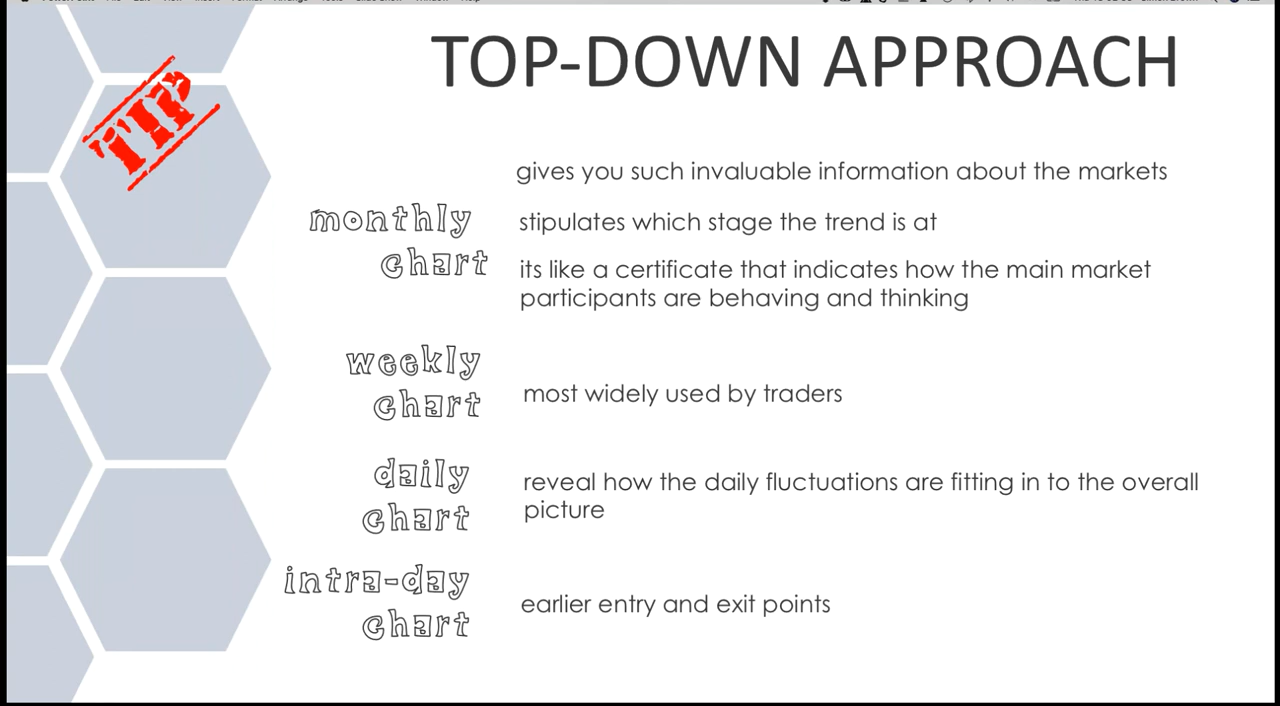 TOP-DOWN APPROACH
TIP
gives you such invaluable information about the markets
monthly
chart
stipulates which stage the trend is at
its like a certificate that indicates how the main market
participants are behaving and thinking
weekly
chart
most widely used by traders
daily
chart
reveal how the daily fluctuations are fitting in to the overall
picture
intra-day
chart
earlier entry and exit points